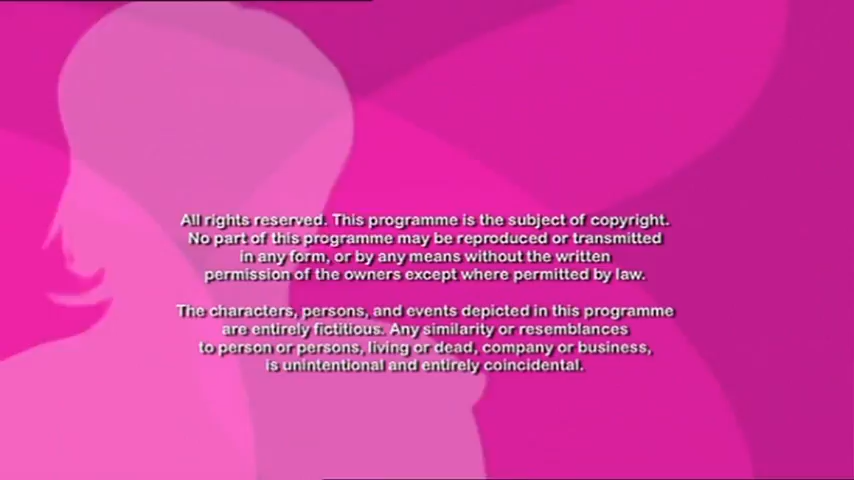 All rights reserved. This programme is the subject of copyright.
No part of this programme may be reproduced or transmitted
in any form, or by any means without the written
permission of the owners except where permitted by law.
The characters, persons, and events depicted in this programme
are entirely fictitious. Any similarity or resemblances
to person or persons, living or dead, company or business,
is unintentional and entirely coincidental.